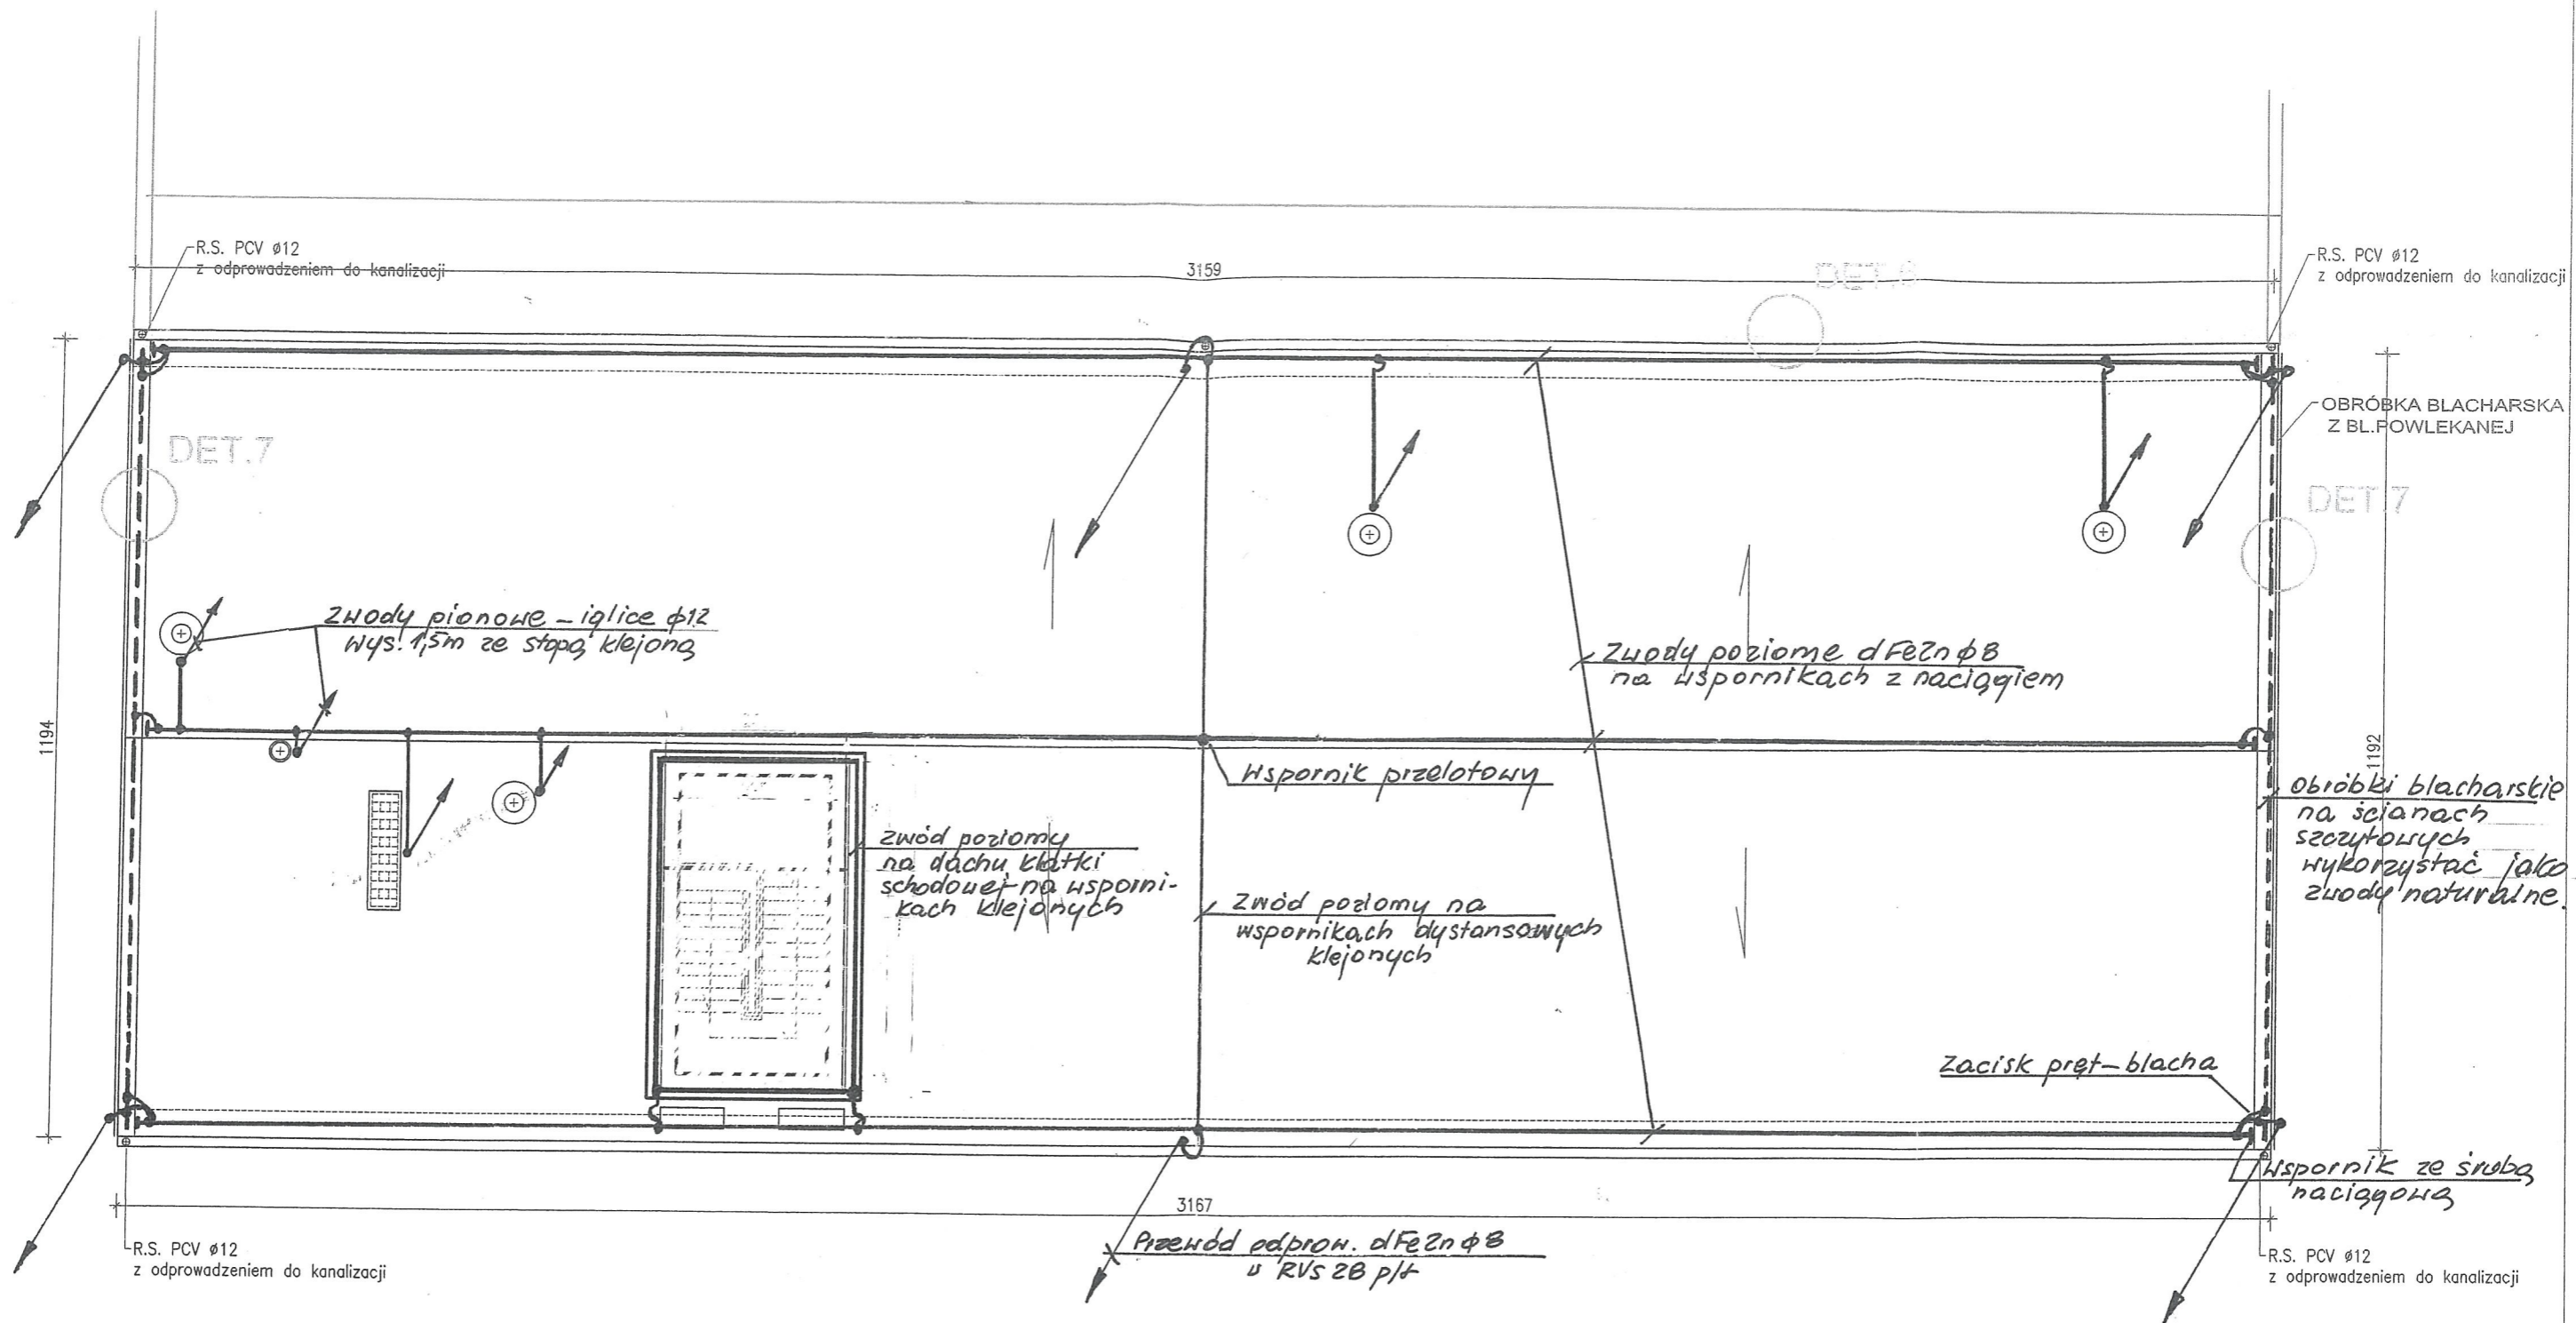 R.S. PCV ø12
z odprowadzeniem do kanalizacji
3159
R.S. PCV ø12
z odprowadzeniem do kanalizacji
DET.
OBRÓBKA BLACHARSKA
Z BL.POWLEKANEJ
DET.7
DET.7
Zwody pionowe - iglice ϕ12
wys. 1,5m ze stopą klejoną
Zwody poziome dFeZn ϕ8
na wspornikach z naciągiem
1194
1192
Wspornik przelotowy
Obróbki blacharskie
na ścianach
szczytowych
wykorzystać jako
zwody naturalne.
zwód poziomy
na dachu klatki
schodowej na wsporni-
kach klejonych
Zwód poziomy na
wspornikach dystansowych
klejonych
Zacisk pręt-blacha
Wspornik ze śrubą
naciągową
3167
Przewód odprow. dFeZn ϕ8
w RVS 28 p/t
R.S. PCV ø12
z odprowadzeniem do kanalizacji
R.S. PCV ø12
z odprowadzeniem do kanalizacji